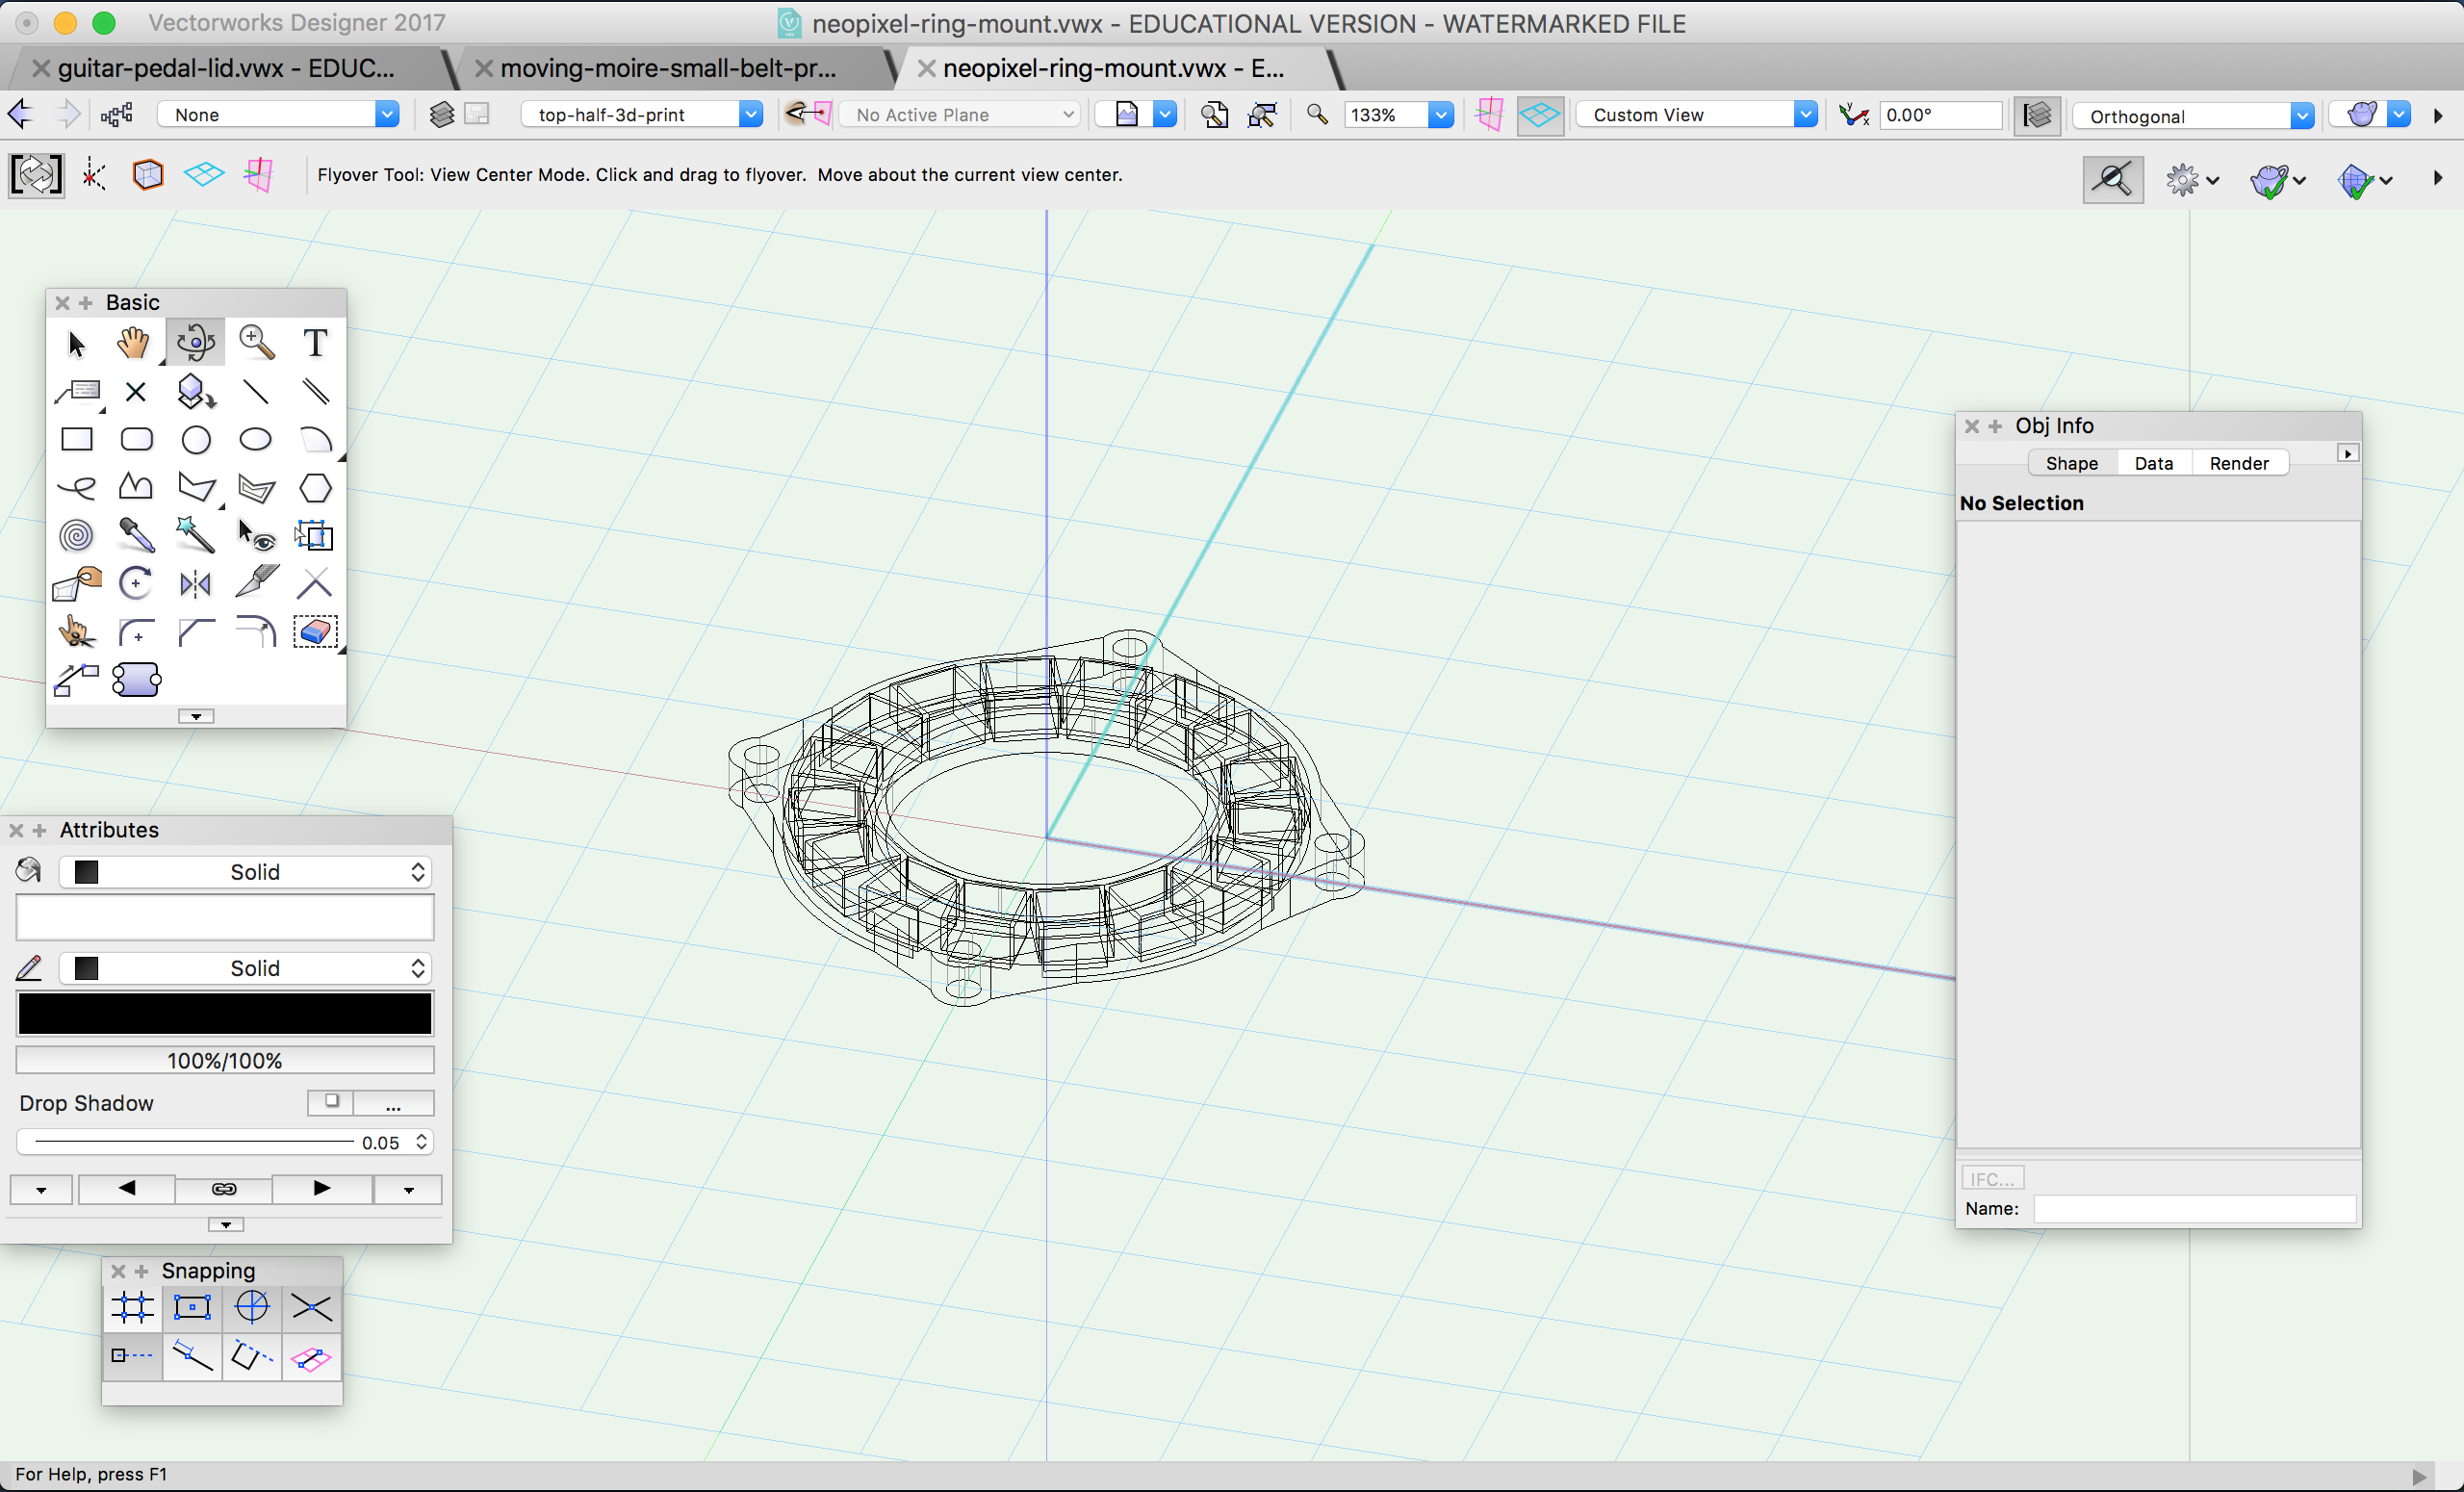 Vectorworks Designer 2017
neopixel-ring-mount.vwx - EDUCATIONAL VERSION - WATERMARKED FILE
guitar-pedal-lid.vwx - EDUC...
moving-moire-small-belt-pr...
neopixel-ring-mount.vwx - E...
None
top-half-3d-print
No Active Plane
133%
Custom View
0.00°
Orthogonal
Flyover Tool: View Center Mode. Click and drag to flyover.  Move about the current view center.
Basic
T
Obj Info
Shape
Data
Render
No Selection
IFC...
Name:
Attributes
Solid
Solid
100%/100%
Drop Shadow
...
0.05
Snapping
For Help, press F1